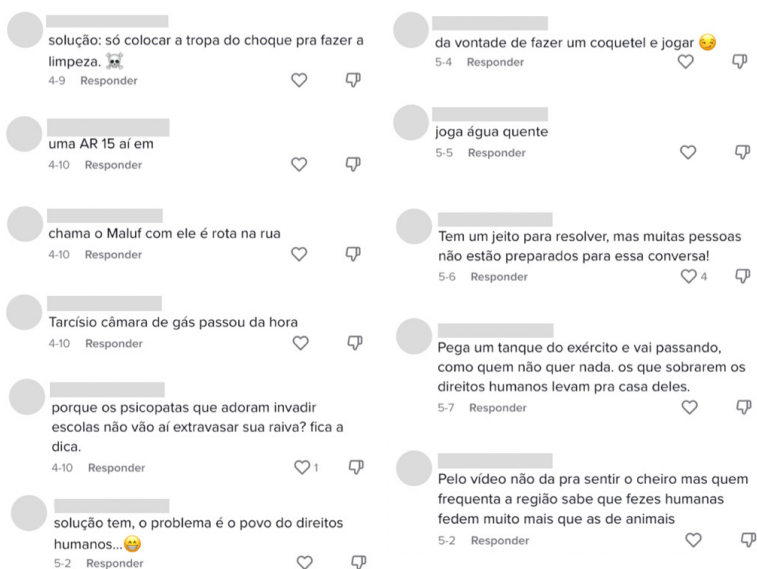 solução: só colocar a tropa do choque pra fazer a
limpeza. ☠️
4-9 Responder
uma AR 15 aí em
4-10 Responder
chama o Maluf com ele é rota na rua
4-10 Responder
Tarcísio câmara de gás passou da hora
4-10 Responder
porque os psicopatas que adoram invadir
escolas não vão aí extravasar sua raiva? fica a
dica.
4-10 Responder 1
solução tem, o problema é o povo do direitos
humanos...😁
5-2 Responder
da vontade de fazer um coquetel e jogar 😏
5-4 Responder
joga água quente
5-5 Responder
Tem um jeito para resolver, mas muitas pessoas
não estão preparados para essa conversa!
5-6 Responder 4
Pega um tanque do exército e vai passando,
como quem não quer nada. os que sobrarem os
direitos humanos levam pra casa deles.
5-7 Responder
Pelo vídeo não da pra sentir o cheiro mas quem
frequenta a região sabe que fezes humanas
fedem muito mais que as de animais
5-2 Responder